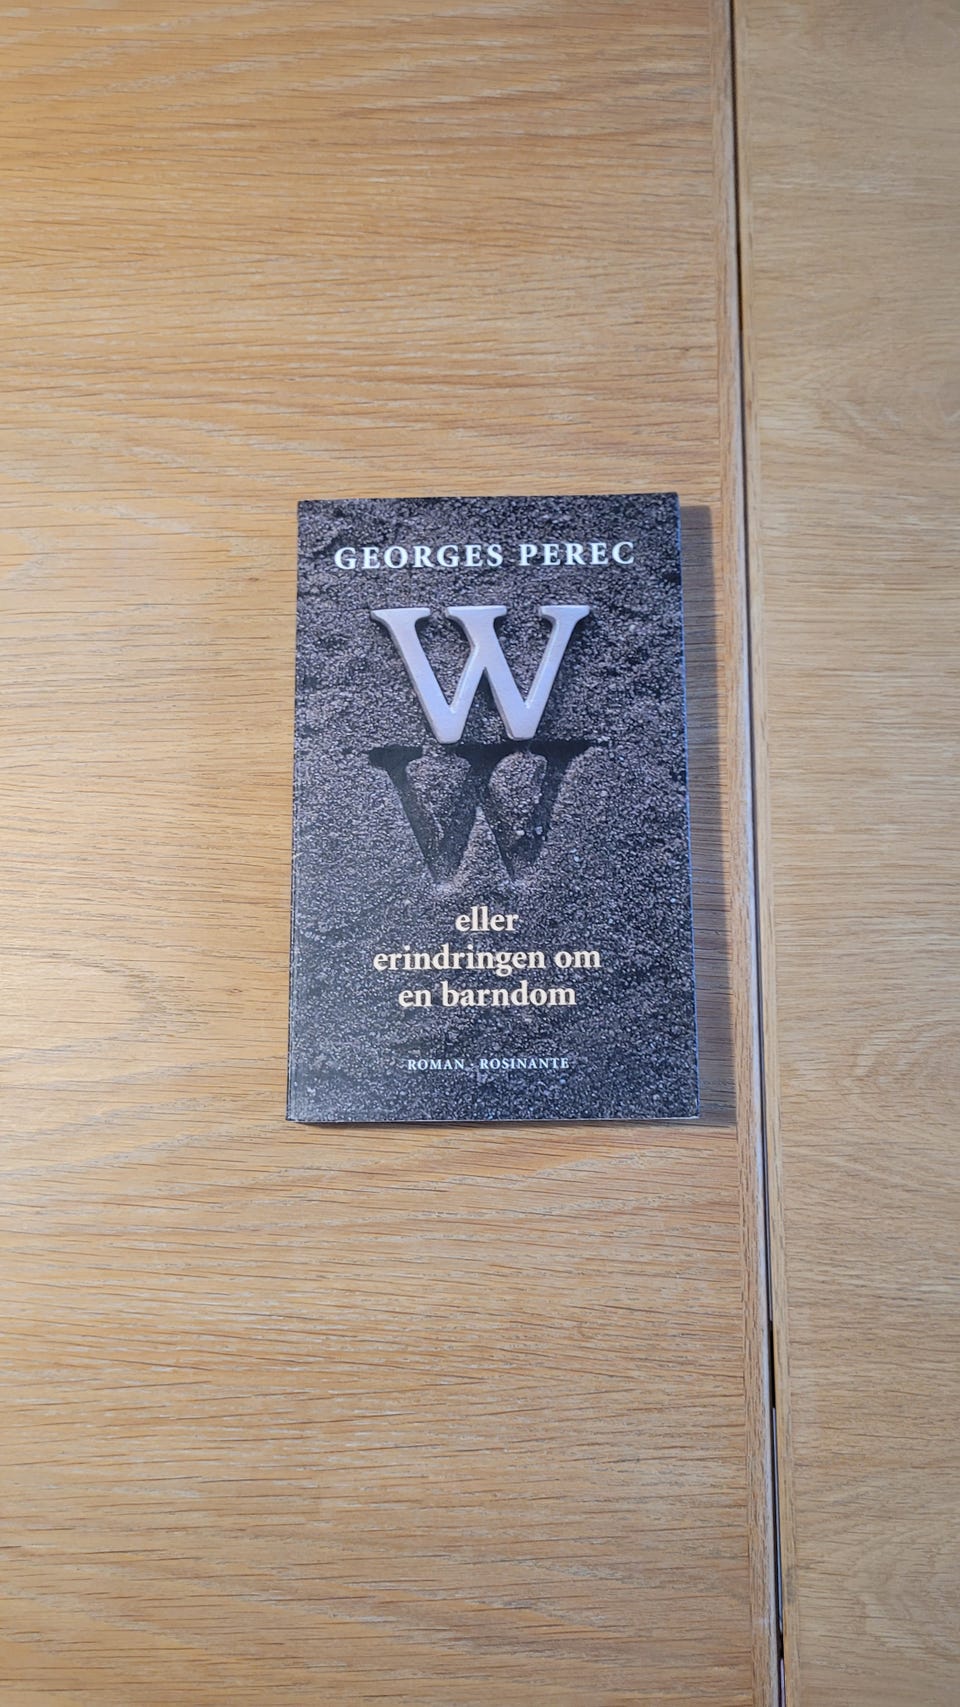 GEORGES PEREC
W
eller
erindringen om
en barndom
ROMAN · ROSINANTE